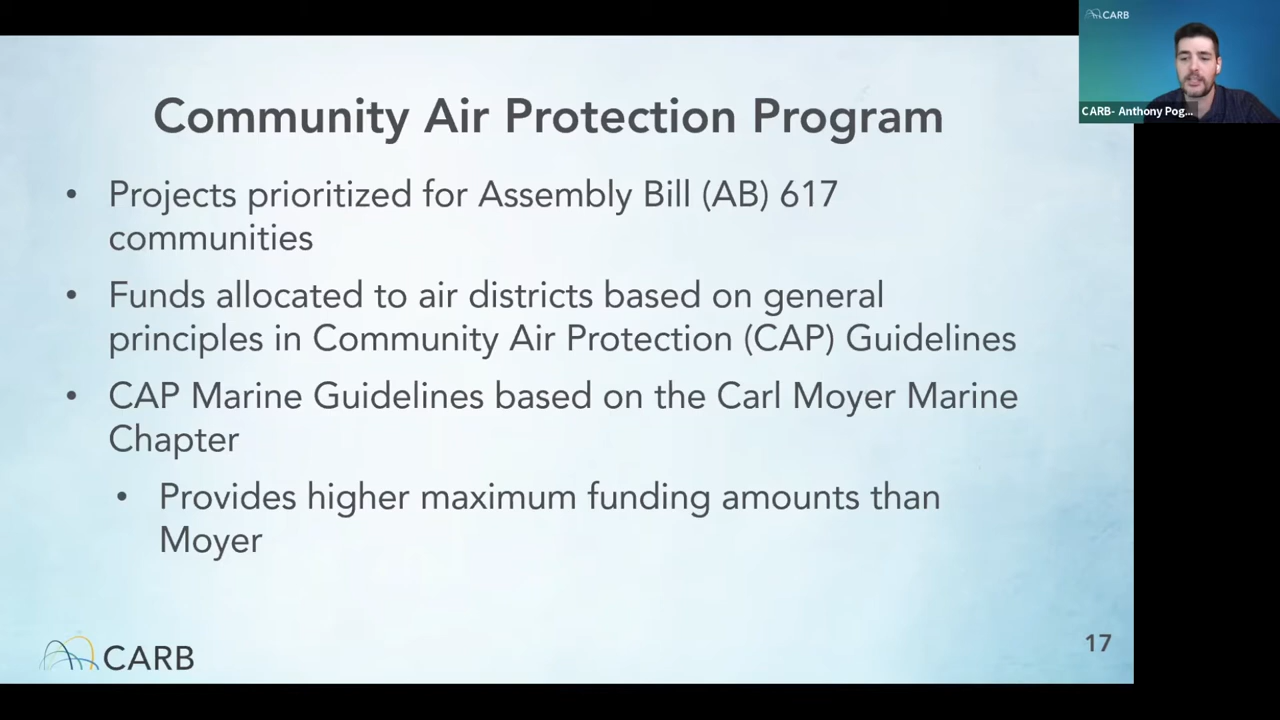 CARB
CARB- Anthony Pog...
Community Air Protection Program
• Projects prioritized for Assembly Bill (AB) 617
communities
• Funds allocated to air districts based on general
principles in Community Air Protection (CAP) Guidelines
• CAP Marine Guidelines based on the Carl Moyer Marine
Chapter
• Provides higher maximum funding amounts than
Moyer
CARB
17